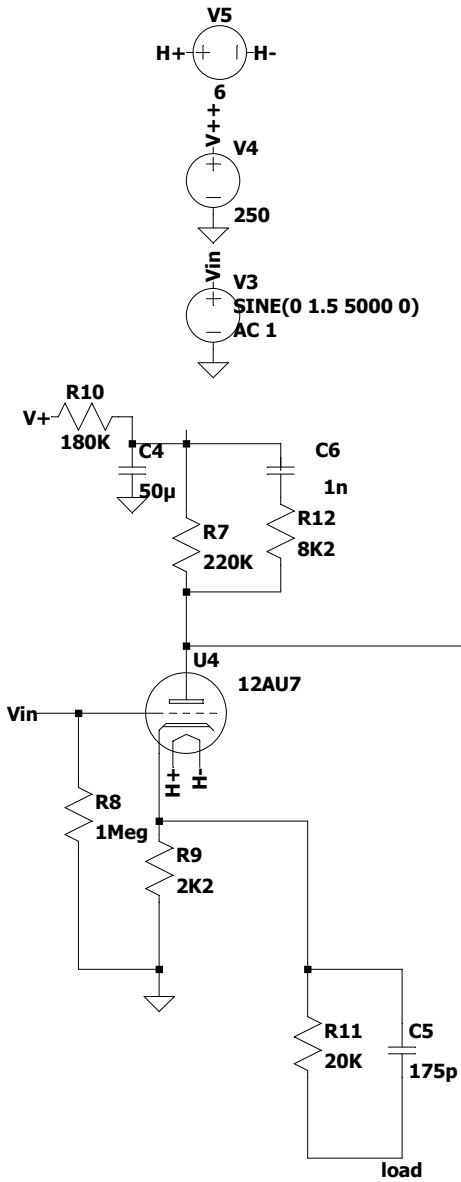 V5
H+ H-
6
V++
V4
250
Vin
V3
SINE(0 1.5 5000 0)
AC 1
R10
V+
180K
C4
50µ
C6
1n
R7
220K
R12
8K2
U4
12AU7
Vin
H+
H-
R8
1Meg
R9
2K2
R11
20K
C5
175p
load